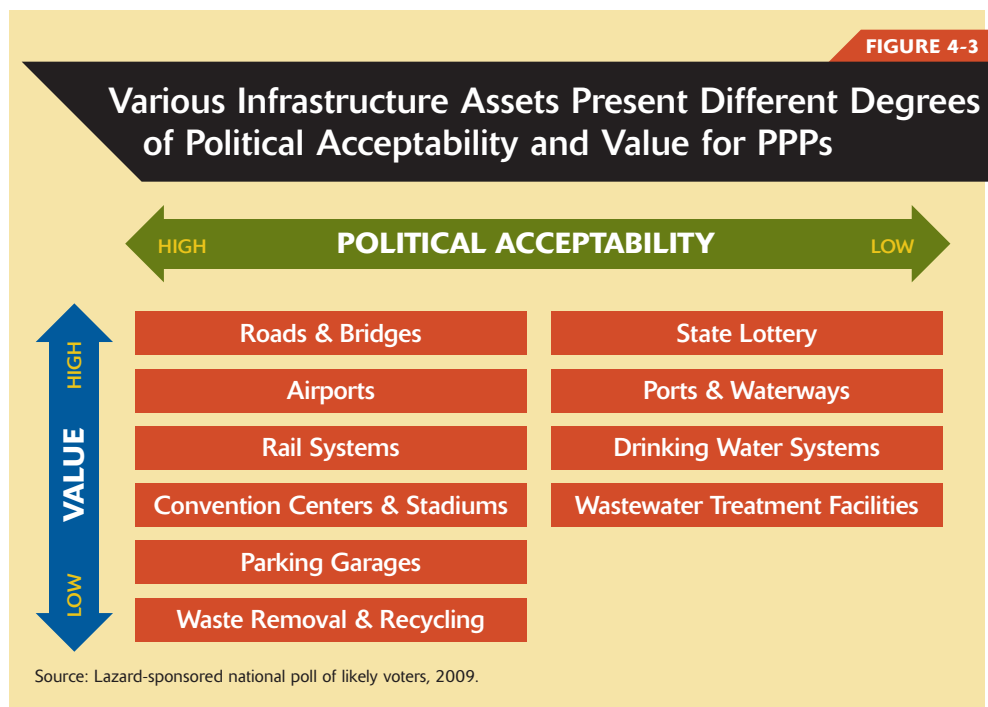 FIGURE 4-3
Various Infrastructure Assets Present Different Degrees
of Political Acceptability and Value for PPPs
HIGH POLITICAL ACCEPTABILITY LOW
HIGH
VALUE
LOW
Roads & Bridges
State Lottery
Airports
Ports & Waterways
Rail Systems
Drinking Water Systems
Convention Centers & Stadiums
Wastewater Treatment Facilities
Parking Garages
Waste Removal & Recycling
Source: Lazard-sponsored national poll of likely voters, 2009.